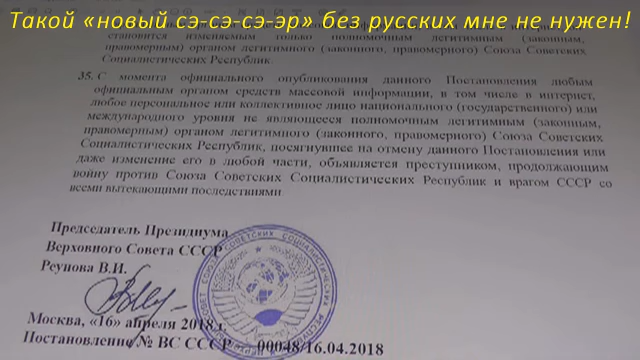 Такой «новый сэ-сэ-сэ-эр» без русских мне не нужен!
становится изменяемым только полномочным легитимным (законным,
правомерным) органом легитимного (законного, правомерного) Союза Советских
Социалистических Республик.
35. С момента официального опубликования данного Постановления любым
официальным органом средств массовой информации, в том числе в интернет,
любое персональное или коллективное лицо национального (государственного) или
международного уровня не являющееся полномочным легитимным (законным,
правомерным) органом легитимного (законного, правомерного) Союза Советских
Социалистических Республик, посягнувшее на отмену данного Постановления или
даже изменение его в любой части, объявляется преступником, продолжающим
войну против Союза Советских Социалистических Республик и врагом СССР со
всеми вытекающими последствиями
Председатель Президиума
Верховного Совета СССР
Реунова В.И.
Москва, «16» апреля 2018г.
Постановление № ВС СССР 00048/16.04.2018